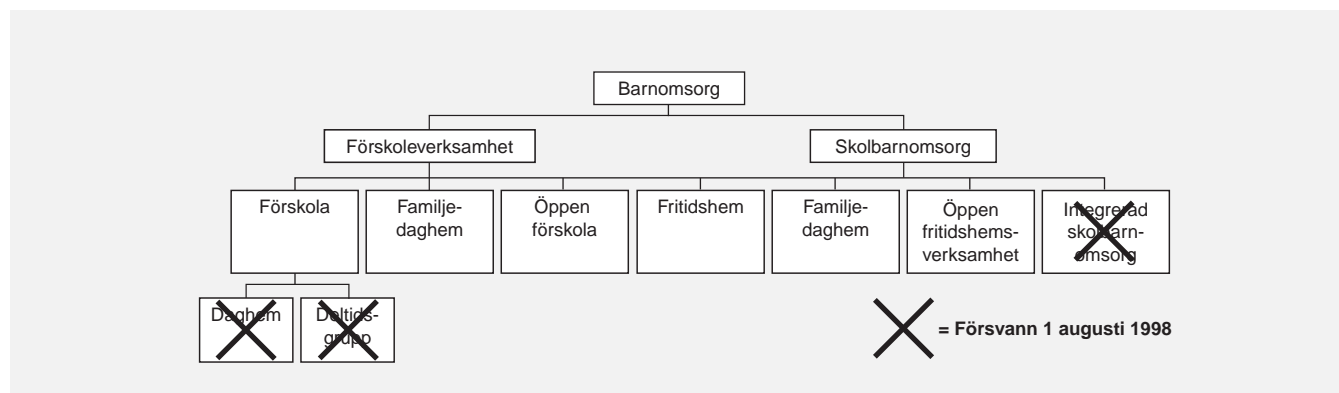 Barnomsorg
Förskoleverksamhet
Skolbarnomsorg
Förskola
Familje-
daghem
Öppen
förskola
Fritidshem
Familje-
daghem
Öppen
fritidshems-
verksamhet
Integrerad
skolbarn-
omsorg
Daghem
Deltids-
grupp
= Försvann 1 augusti 1998